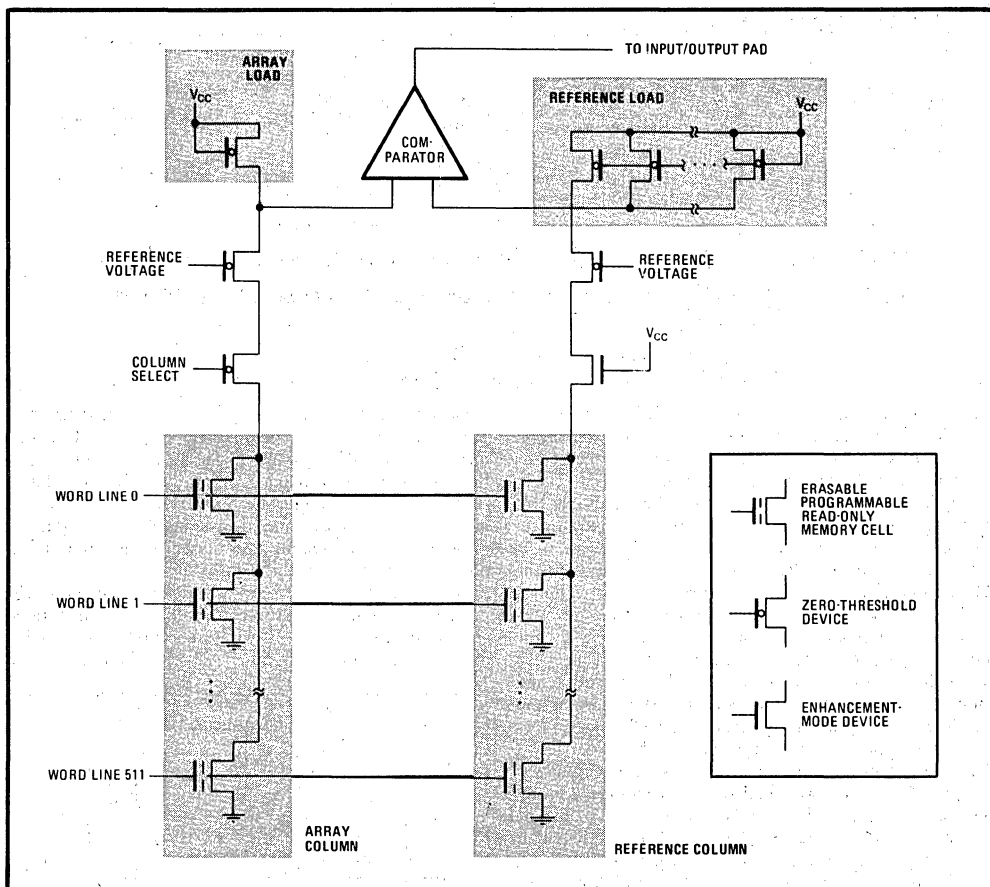 TO INPUT/OUTPUT PAD
ARRAY
LOAD
VCC
COM-
PARATOR
REFERENCE LOAD
VCC
REFERENCE
VOLTAGE
REFERENCE
VOLTAGE
VCC
COLUMN
SELECT
WORD LINE 0
WORD LINE 1
WORD LINE 511
ARRAY
COLUMN
REFERENCE COLUMN
ERASABLE
PROGRAMMABLE
READ-ONLY
MEMORY CELL
ZERO-THRESHOLD
DEVICE
ENHANCEMENT-
MODE DEVICE